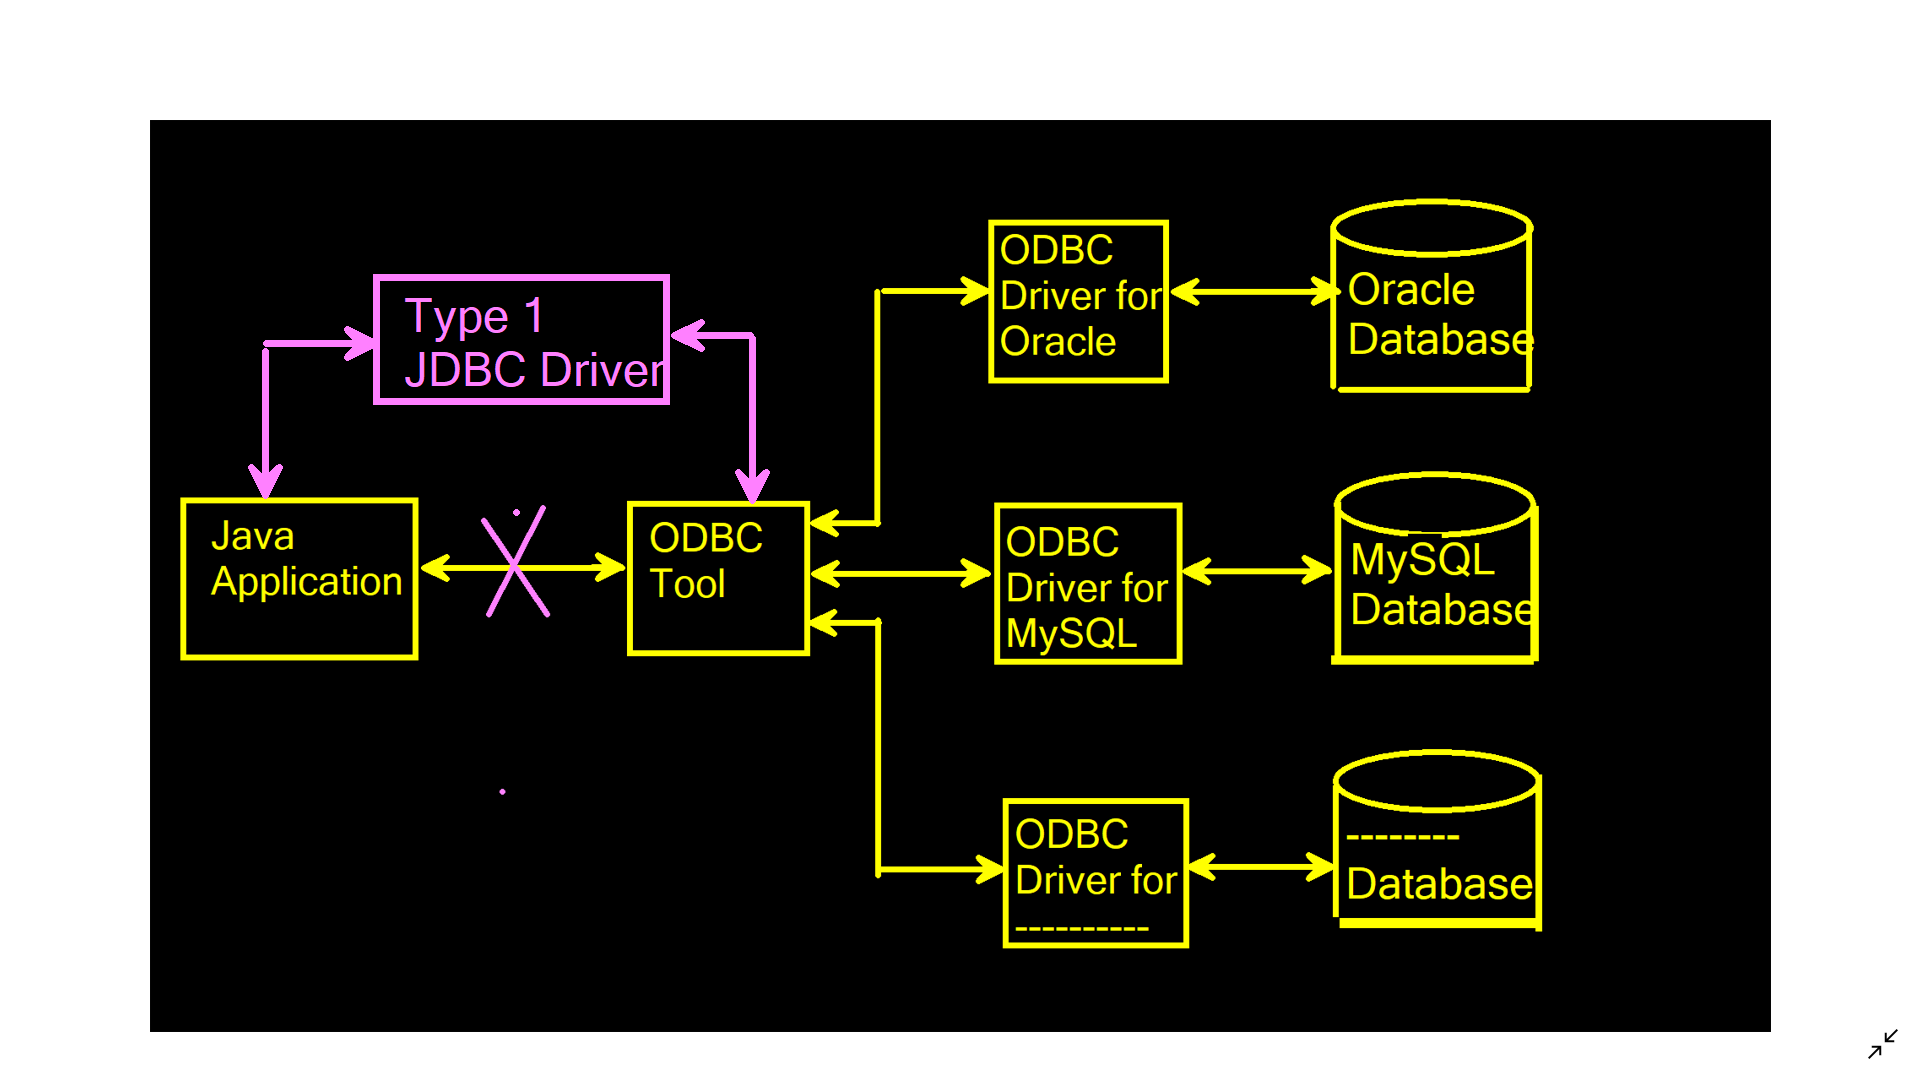 Type 1
JDBC Driver
Java
Application
ODBC
Tool
ODBC
Driver for
Oracle
Oracle
Database
ODBC
Driver for
MySQL
MySQL
Database
ODBC
Driver for
----------
--------
Database